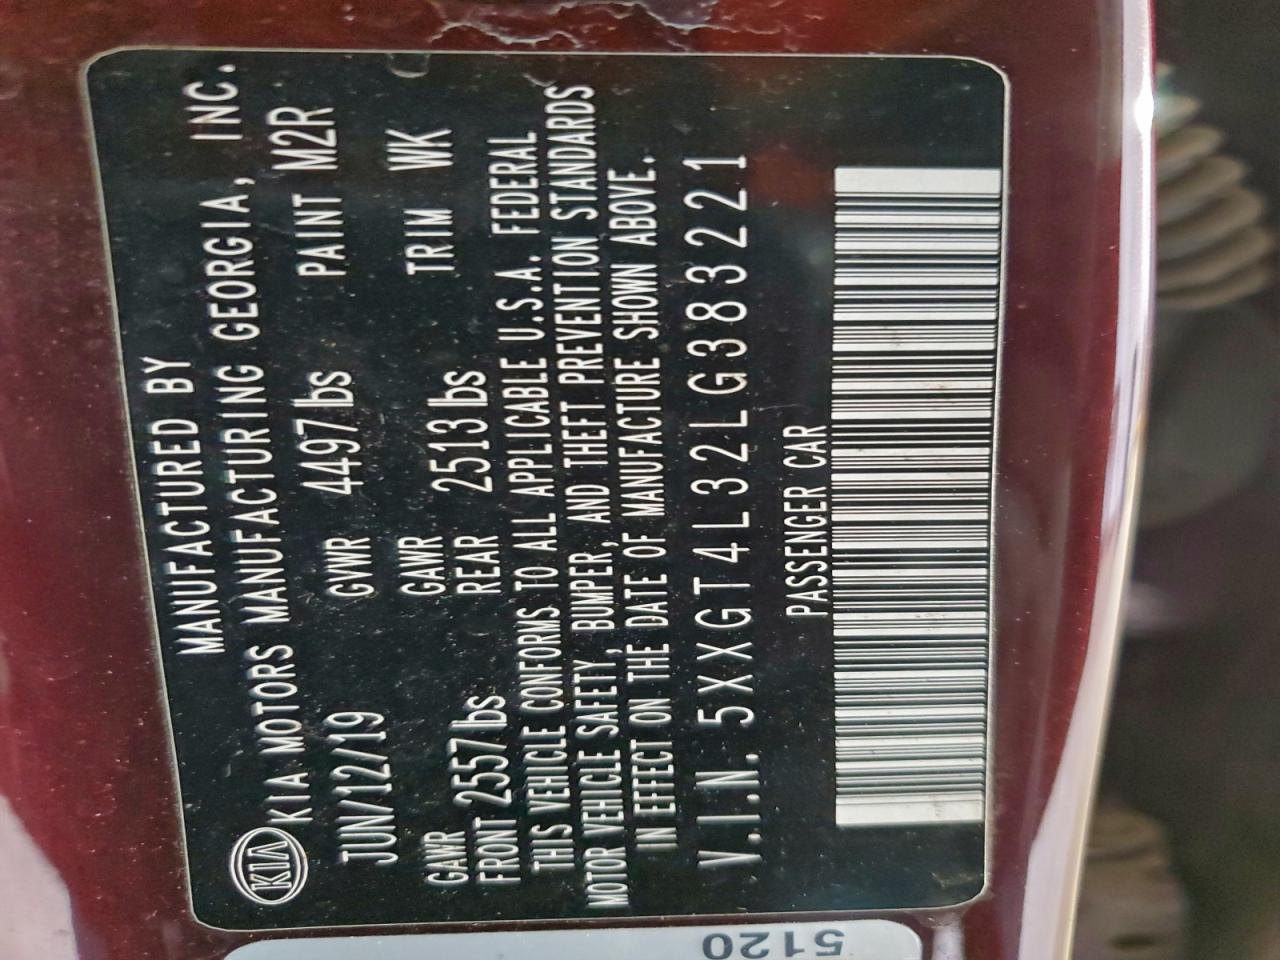 MANUFACTURED BY
KIA KIA MOTORS MANUFACTURING GEORGIA, INC.
JUN/12/19 GVWR 4497lbs PAINT M2R
GAWR FRONT 2557lbs GAWR REAR 2513lbs TRIM WK
THIS VEHICLE CONFORMS TO ALL APPLICABLE U.S.A. FEDERAL
MOTOR VEHICLE SAFETY, BUMPER, AND THEFT PREVENTION STANDARDS
IN EFFECT ON THE DATE OF MANUFACTURE SHOWN ABOVE.
V.I.N. 5XXGT4L32LG383221
PASSENGER CAR
5120